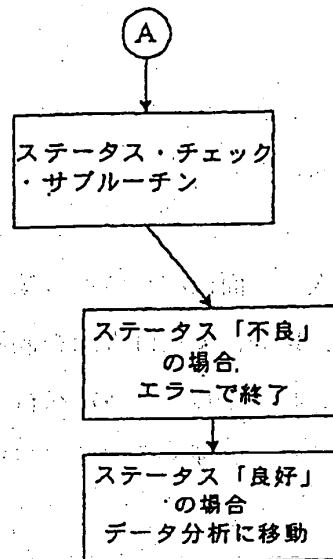 A
ステータス・チェック
・サブルーチン
ステータス「不良」
の場合
エラーで終了
ステータス「良好」
の場合
データ分析に移動